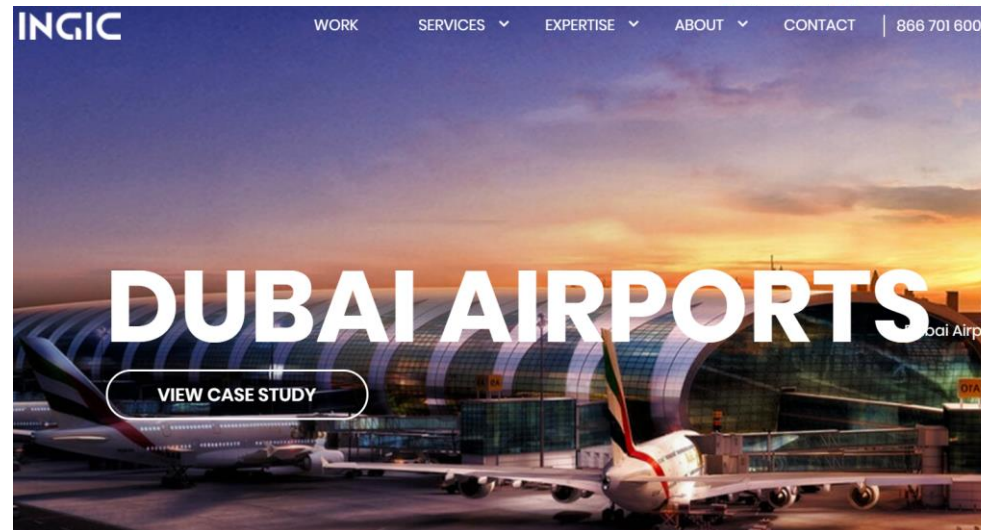 INGIC WORK SERVICES EXPERTISE ABOUT CONTACT 866 701 600
DUBAI AIRPORTS
VIEW CASE STUDY